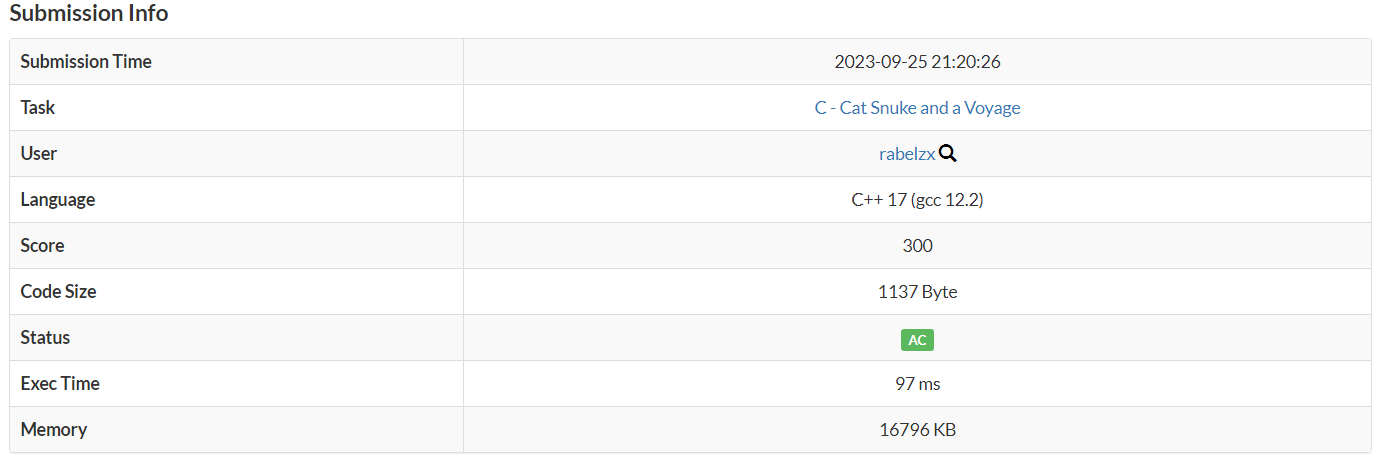 Submission Info
Submission Time 2023-09-25 21:20:26
Task C - Cat Snuke and a Voyage
User rabelzx
Language C++ 17 (gcc 12.2)
Score 300
Code Size 1137 Byte
Status AC
Exec Time 97 ms
Memory 16796 KB